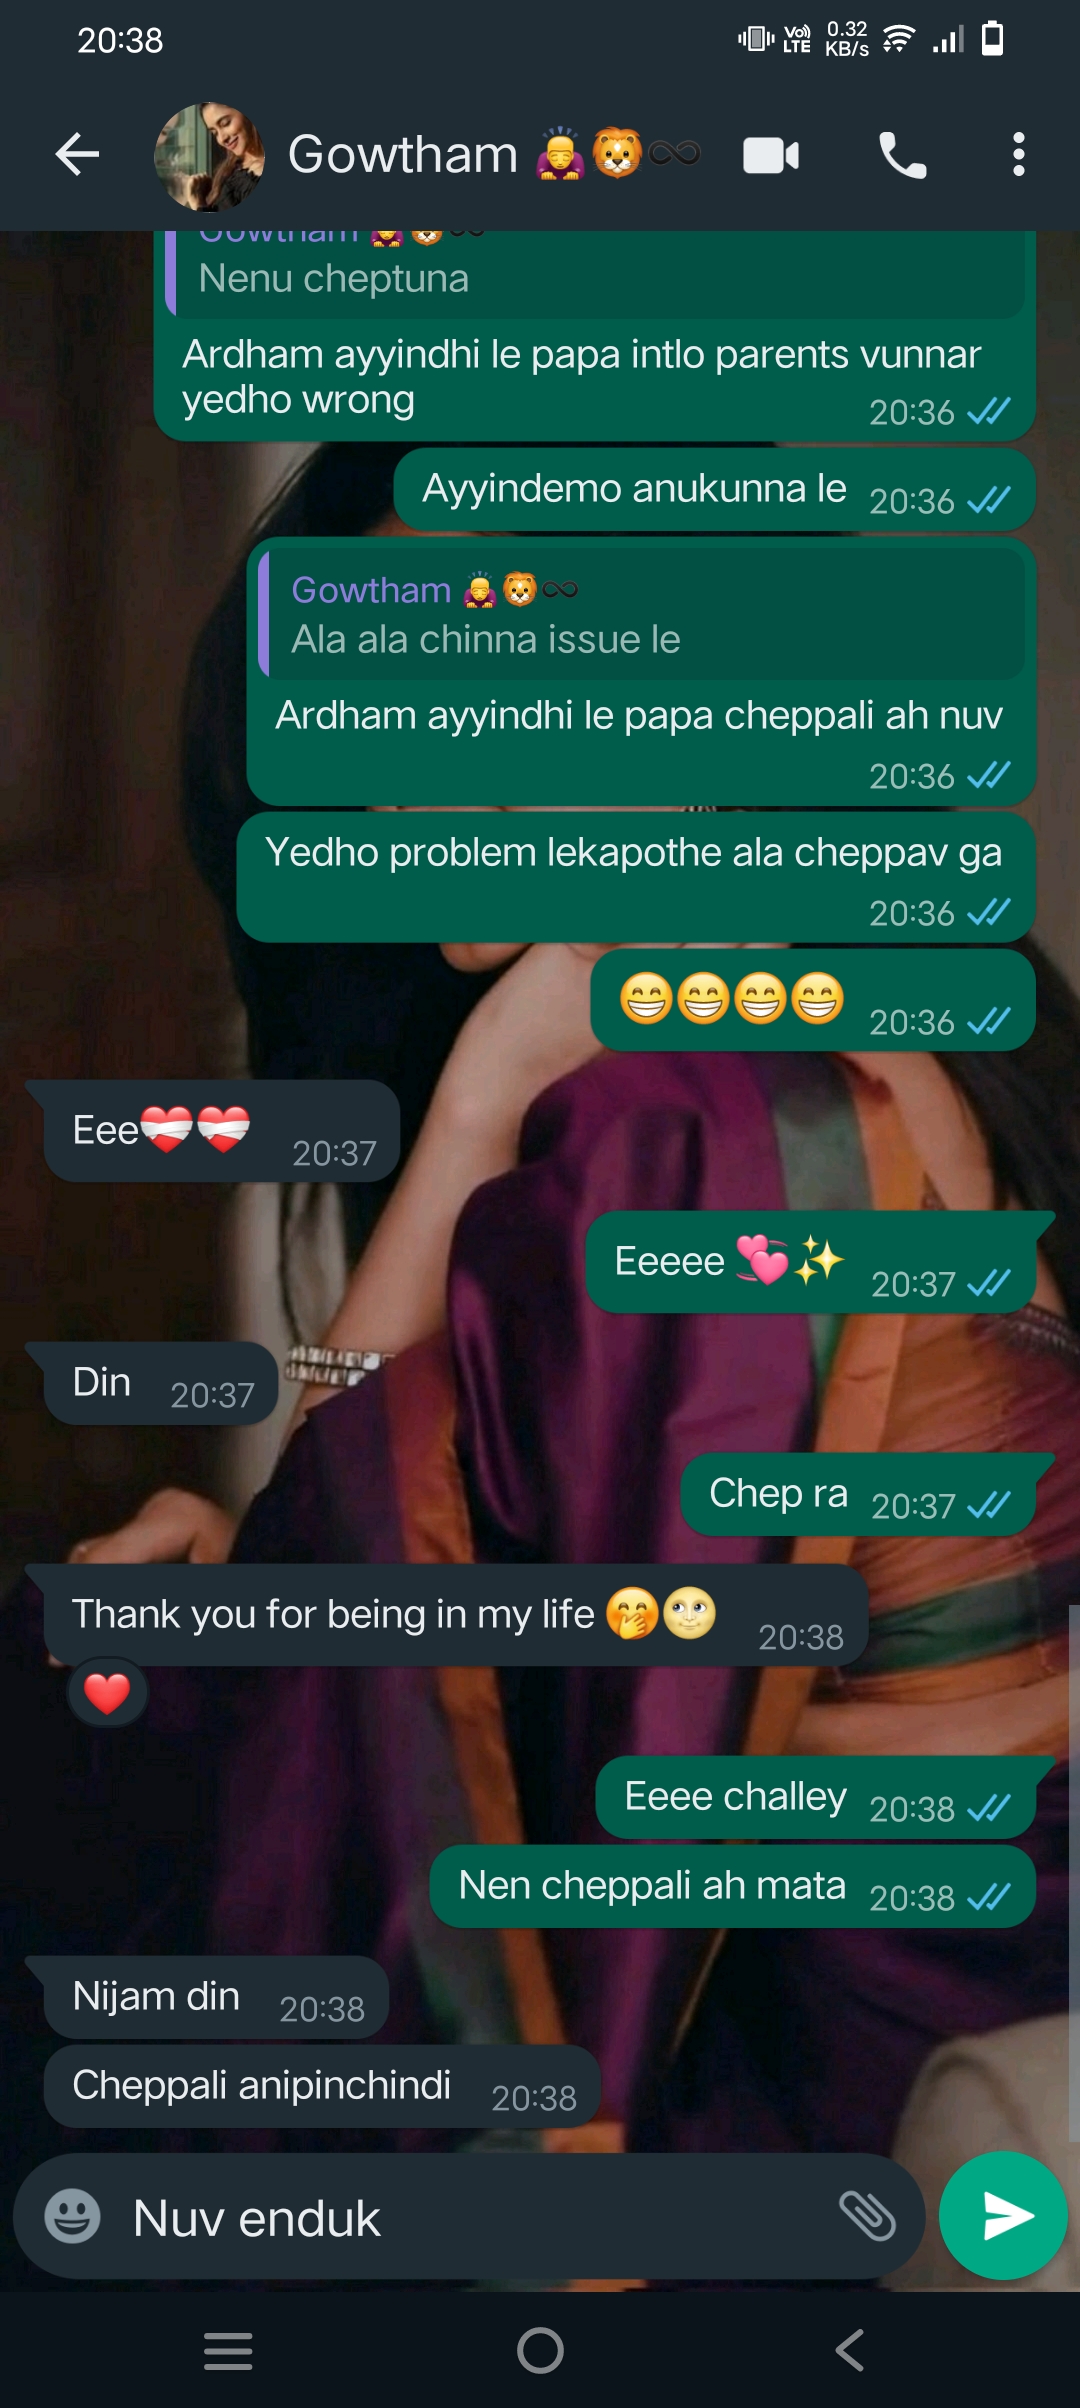 20:38
Vo) LTE 0.32 KB/s
Gowtham 🙇‍♀️🦁♾
Gowtham 🙇‍♀️🦁♾
Nenu cheptuna
Ardham ayyindhi le papa intlo parents vunnar
yedho wrong
20:36
Ayyindemo anukunna le 20:36
Gowtham 🙇‍♀️🦁♾
Ala ala chinna issue le
Ardham ayyindhi le papa cheppali ah nuv
20:36
Yedho problem lekapothe ala cheppav ga
20:36
😁😁😁😁 20:36
Eee❤️‍🩹❤️‍🩹 20:37
Eeeee 💞✨ 20:37
Din 20:37
Chep ra 20:37
Thank you for being in my life 🤭🌝 20:38
❤️
Eeee challey 20:38
Nen cheppali ah mata 20:38
Nijam din 20:38
Cheppali anipinchindi 20:38
Nuv enduk